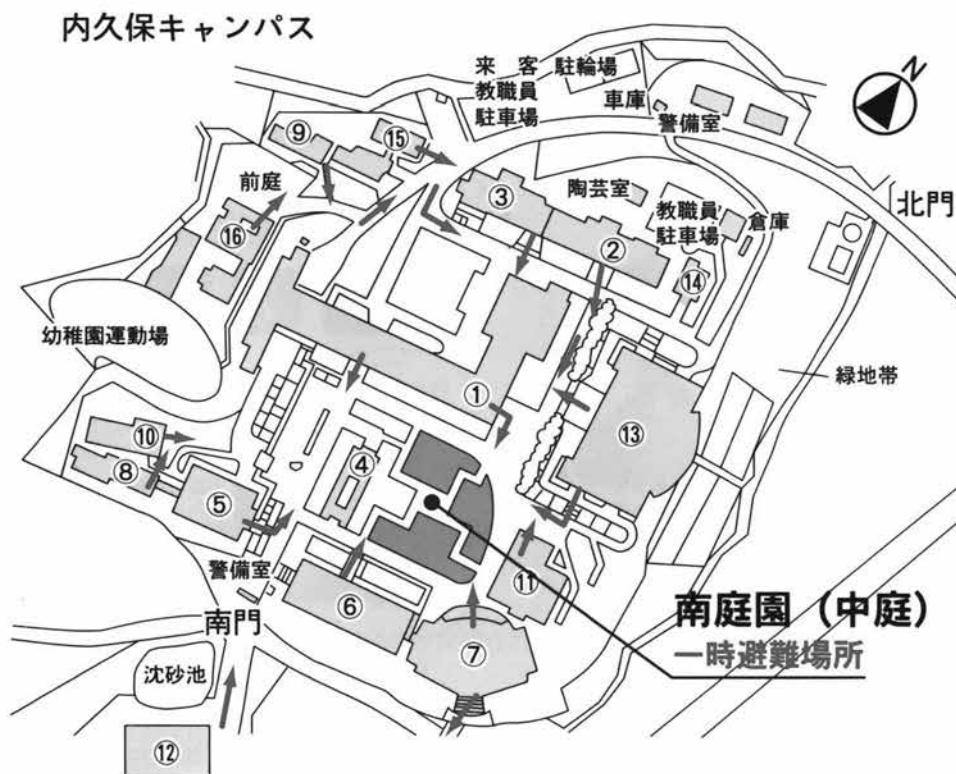 内久保キャンパス
来客 駐輪場
教職員
駐車場
車庫
警備室
N
北門
⑨
⑮
前庭
③
陶芸室
教職員
駐車場
倉庫
⑯
②
⑭
幼稚園運動場
緑地帯
①
⑬
⑩
④
⑧
⑤
警備室
⑥
⑪
南門
⑦
南庭園（中庭）
一時避難場所
沈砂池
⑫